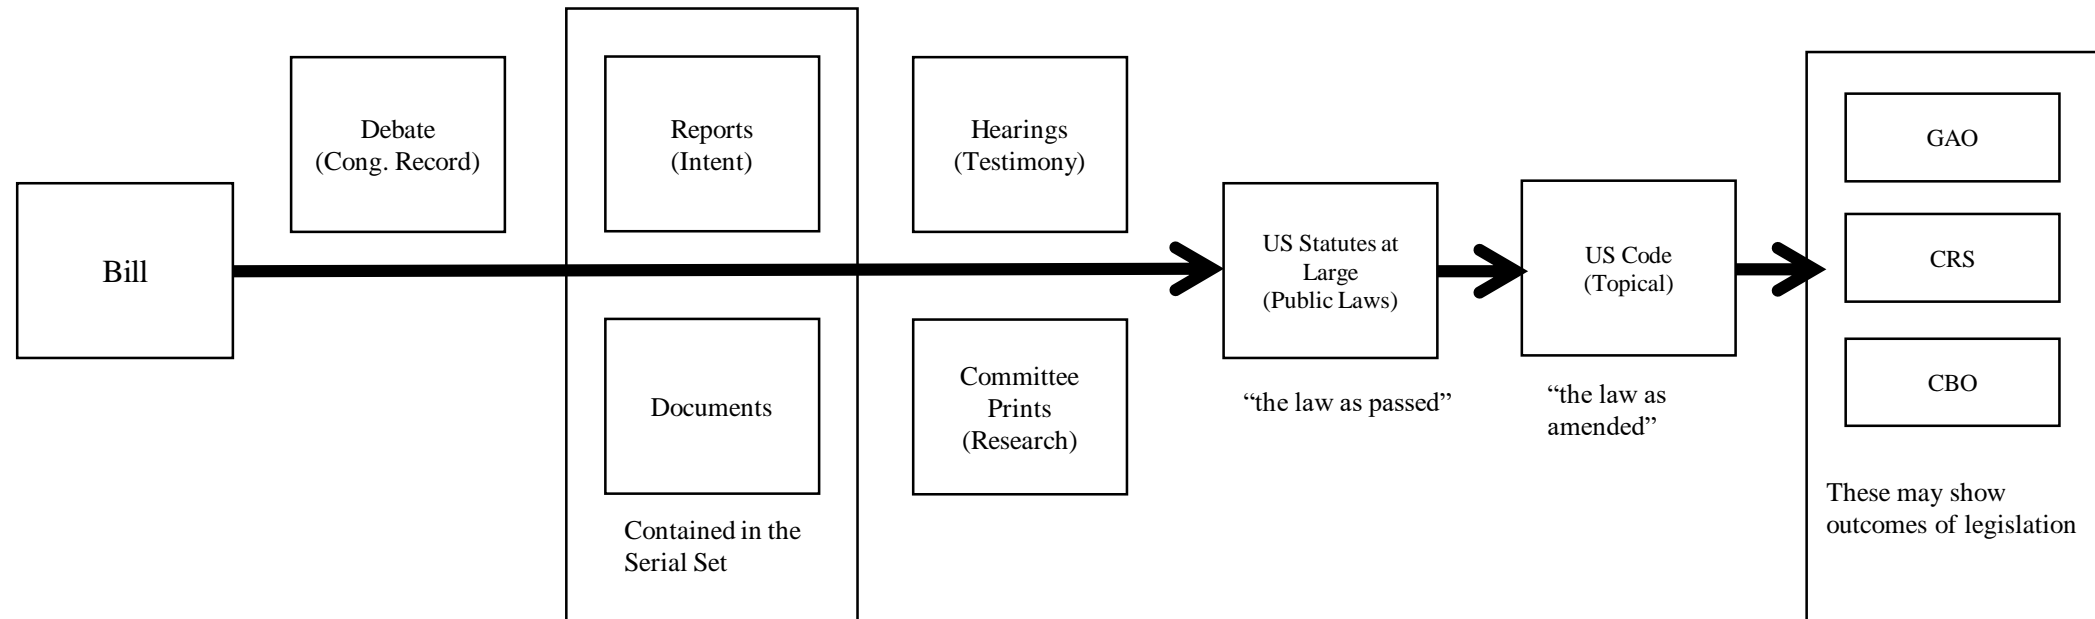 Bill
Debate
(Cong. Record)
Reports
(Intent)
Documents
Contained in the
Serial Set
Hearings
(Testimony)
Committee
Prints
(Research)
US Statutes at
Large
(Public Laws)
“the law as passed”
US Code
(Topical)
“the law as
amended”
GAO
CRS
CBO
These may show
outcomes of legislation